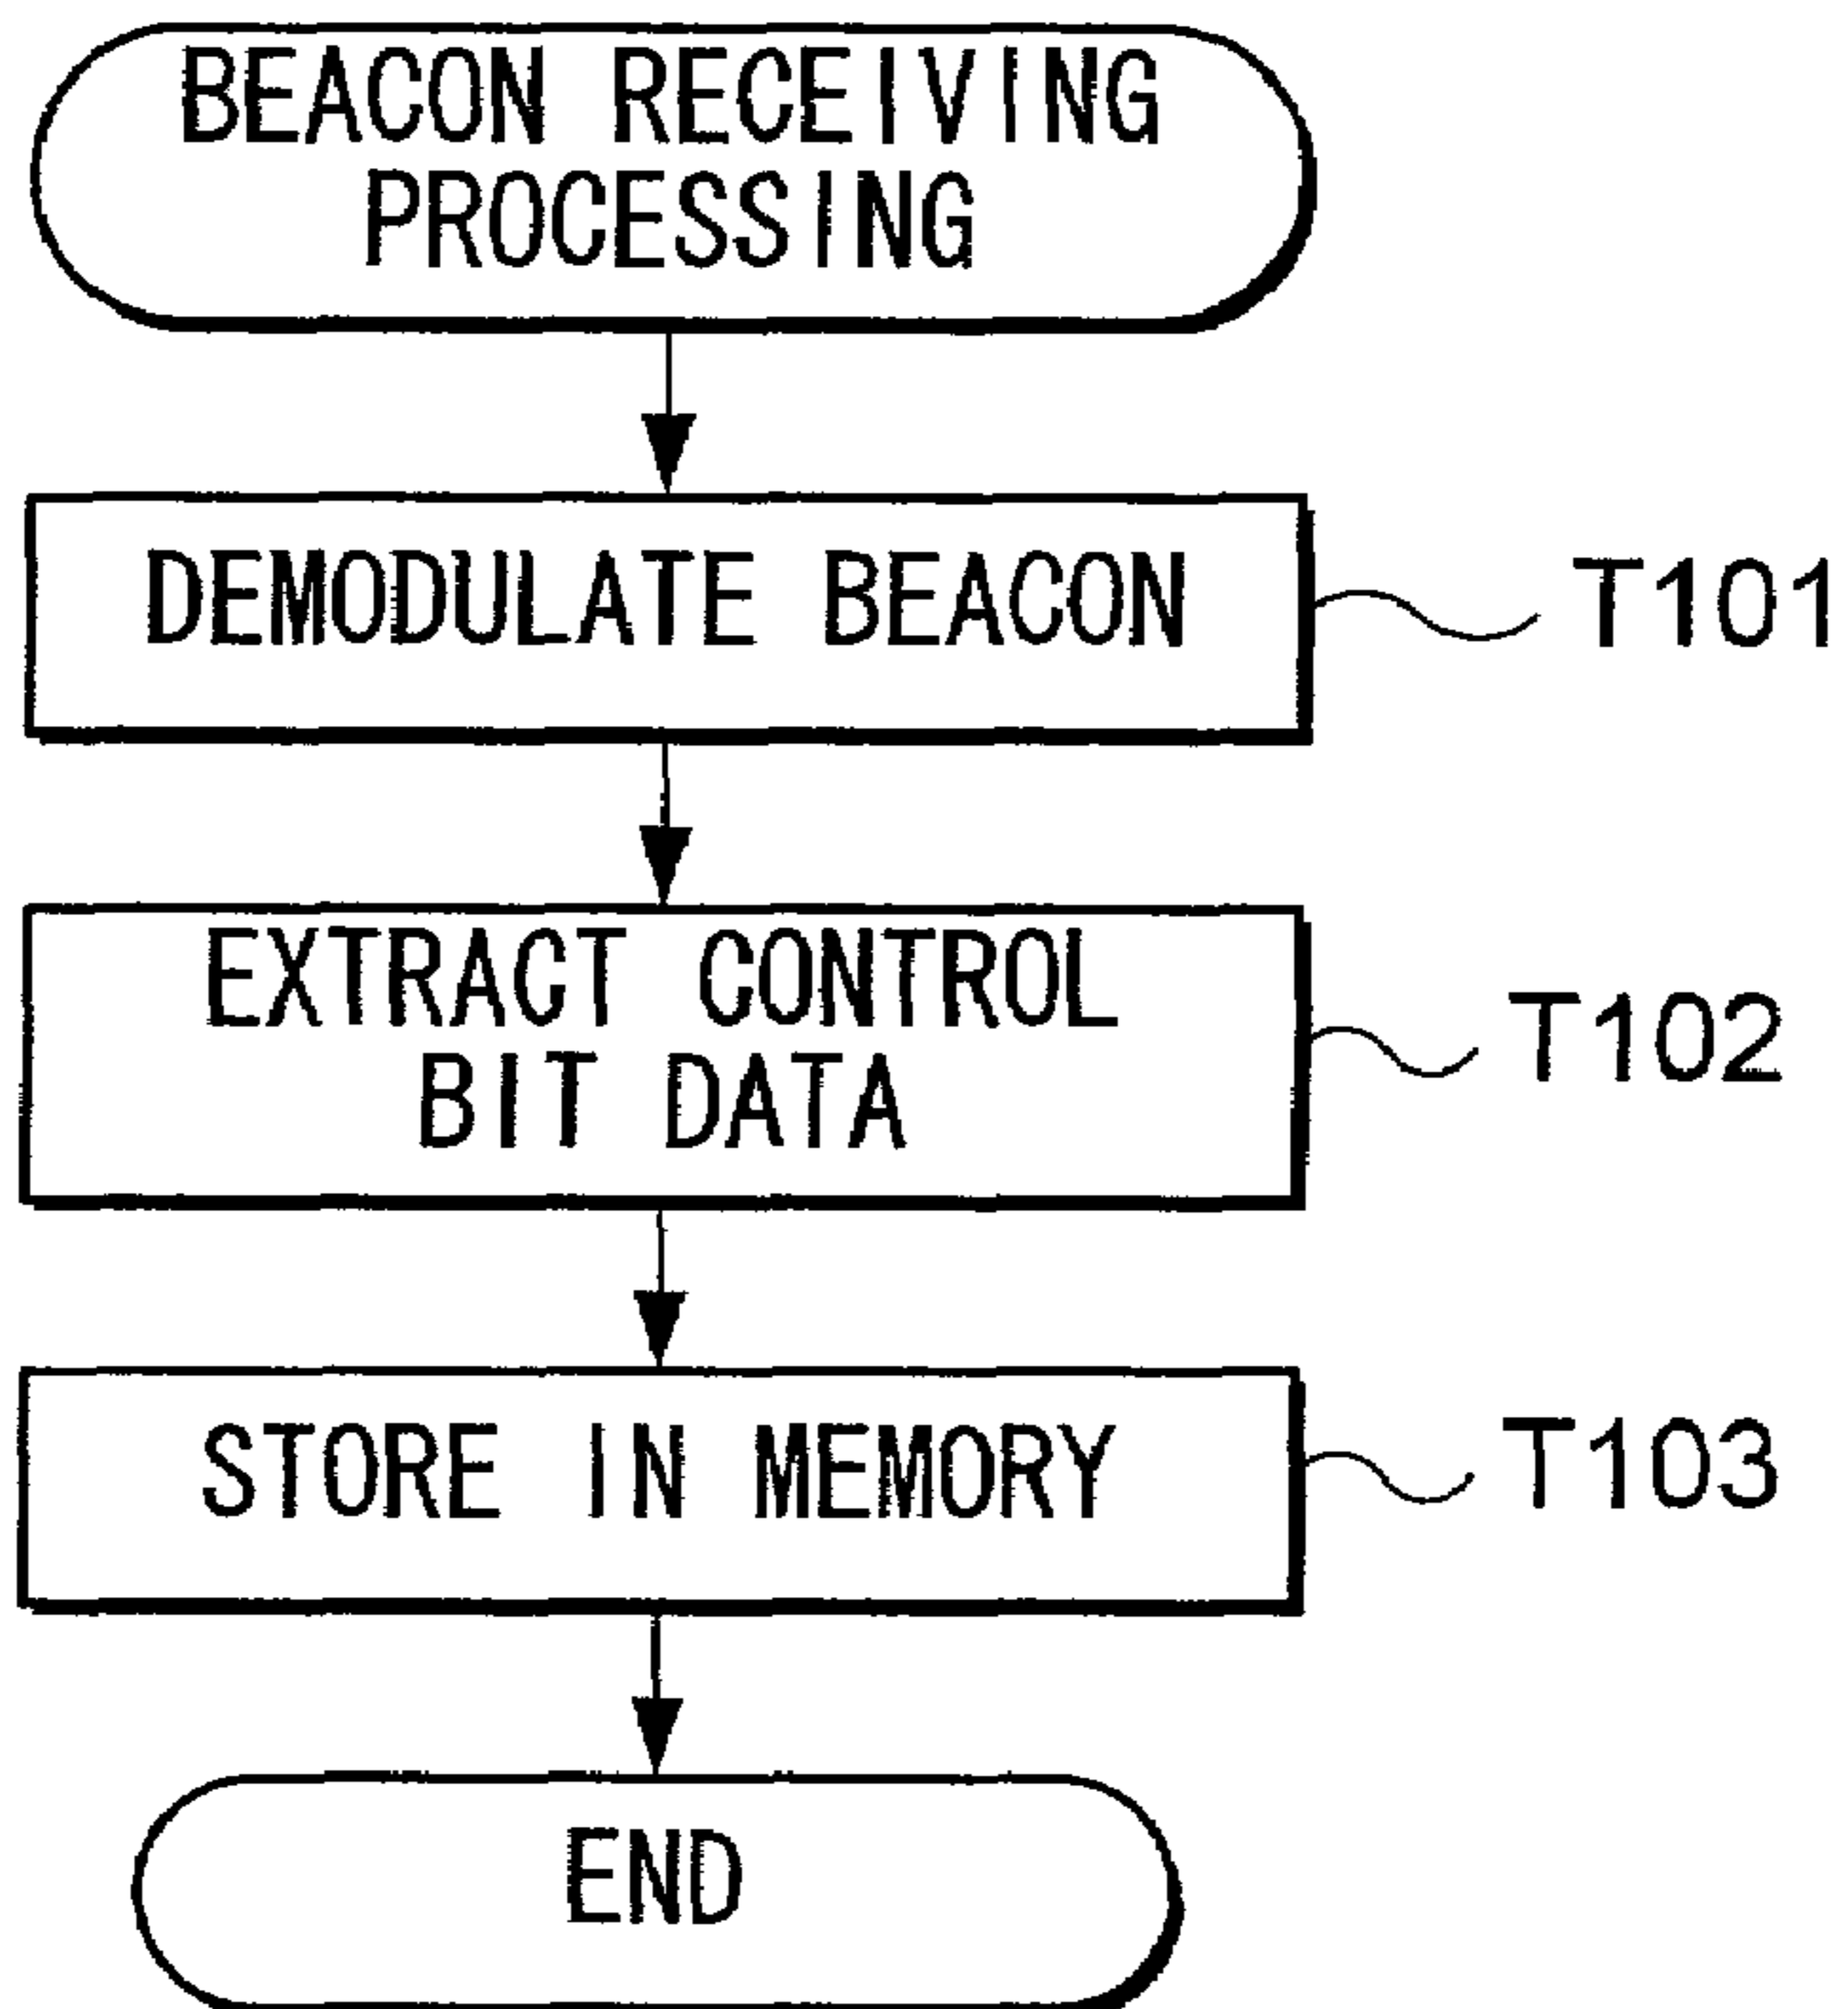 BEACON RECEIVING
PROCESSING
DEMODULATE BEACON
T101
EXTRACT CONTROL
BIT DATA
T102
STORE IN MEMORY
T103
END